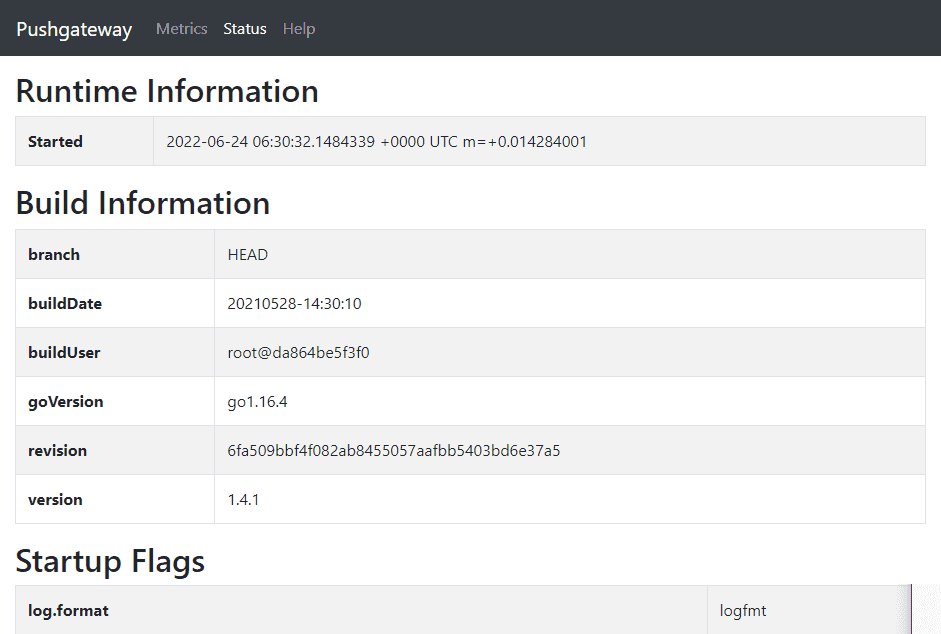 Pushgateway Metrics Status Help
Runtime Information
Started 2022-06-24 06:30:32.1484339 +0000 UTC m=+0.014284001
Build Information
branch HEAD
buildDate 20210528-14:30:10
buildUser root@da864be5f3f0
goVersion go1.16.4
revision 6fa509bbf4f082ab8455057aafbb5403bd6e37a5
version 1.4.1
Startup Flags
log.format logfmt